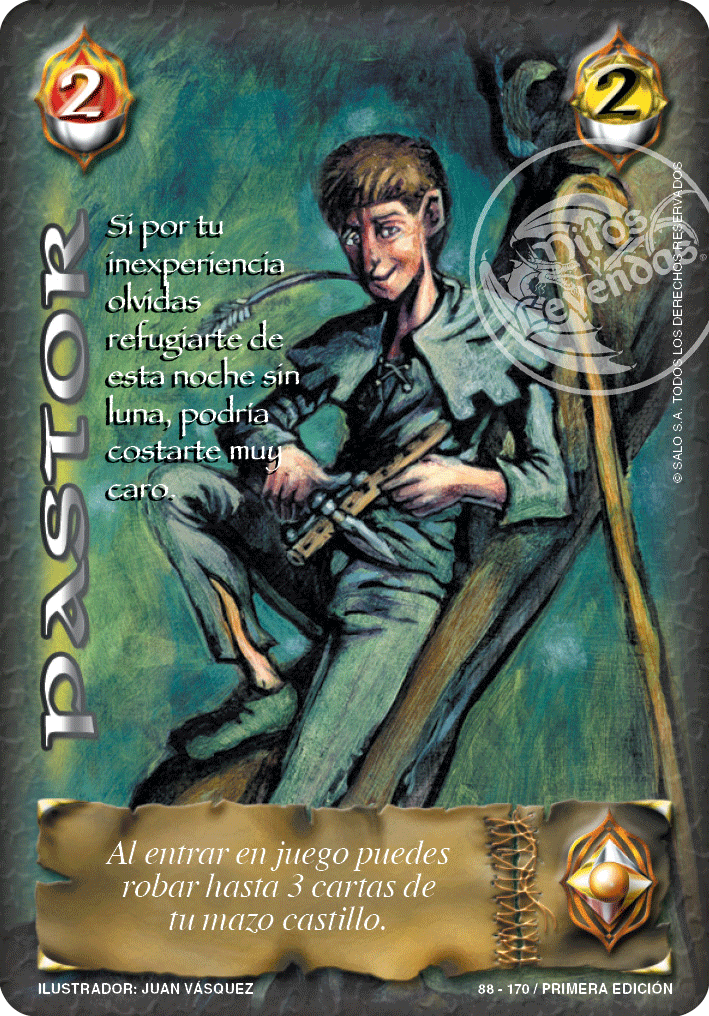 2
2
PASTOR
Si por tu
inexperiencia
olvidas
refugiarte de
esta noche sin
luna, podría
costarte muy
caro.
Mitos
y
Leyendas®
© SALO S.A. TODOS LOS DERECHOS RESERVADOS
Al entrar en juego puedes
robar hasta 3 cartas de
tu mazo castillo.
ILUSTRADOR: JUAN VÁSQUEZ
88 - 170 / PRIMERA EDICIÓN